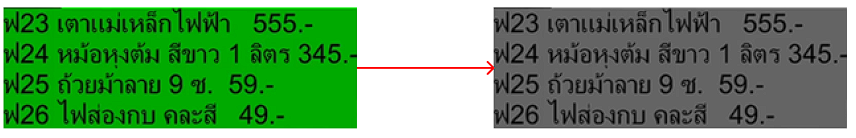 ฟ23 เตาแม่เหล็กไฟฟ้า 555.-
ฟ24 หม้อหุงต้ม สีขาว 1 ลิตร 345.-
ฟ25 ถ้วยม้าลาย 9 ซ. 59.-
ฟ26 ไฟส่องกบ คละสี 49.-
ฟ23 เตาแม่เหล็กไฟฟ้า 555.-
ฟ24 หม้อหุงต้ม สีขาว 1 ลิตร 345.-
ฟ25 ถ้วยม้าลาย 9 ซ. 59.-
ฟ26 ไฟส่องกบ คละสี 49.-